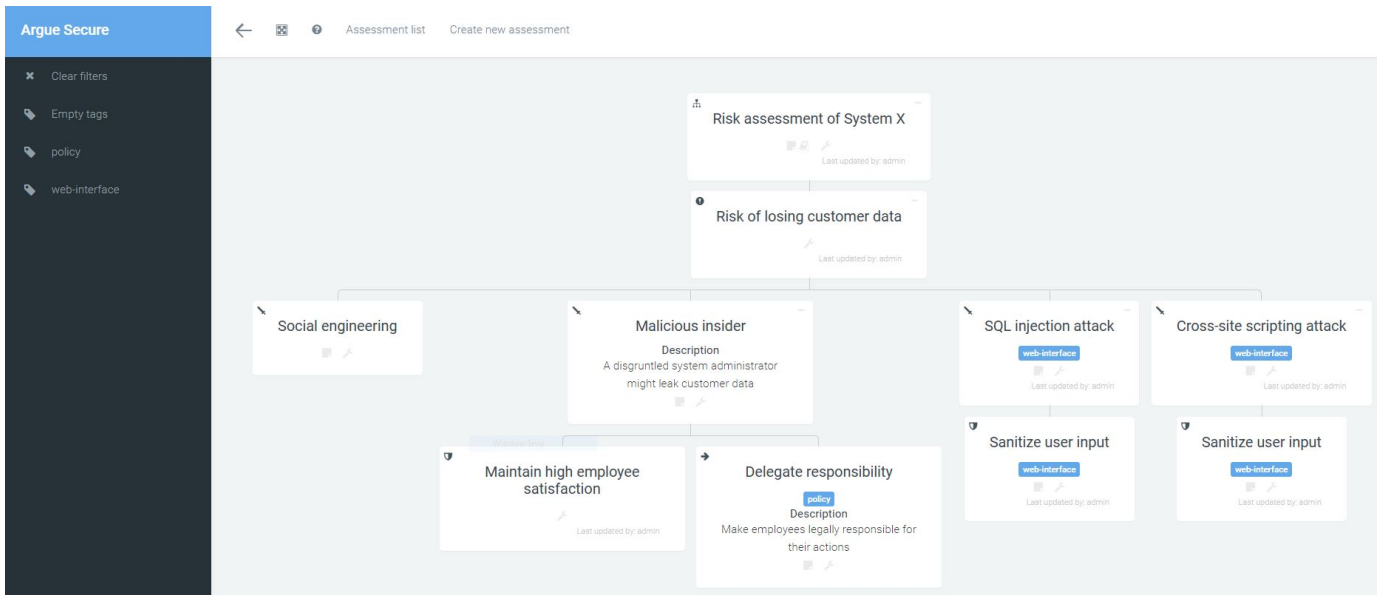 Argue Secure
Assessment list
Create new assessment
Clear filters
Empty tags
policy
web-interface
Risk assessment of System X
Last updated by: admin
Risk of losing customer data
Last updated by: admin
Social engineering
Malicious insider
Description
A disgruntled system administrator
might leak customer data
SQL injection attack
web-interface
Last updated by: admin
Cross-site scripting attack
web-interface
Last updated by: admin
Maintain high employee
satisfaction
Last updated by: admin
Delegate responsibility
policy
Description
Make employees legally responsible for
their actions
Sanitize user input
web-interface
Last updated by: admin
Sanitize user input
web-interface
Last updated by: admin